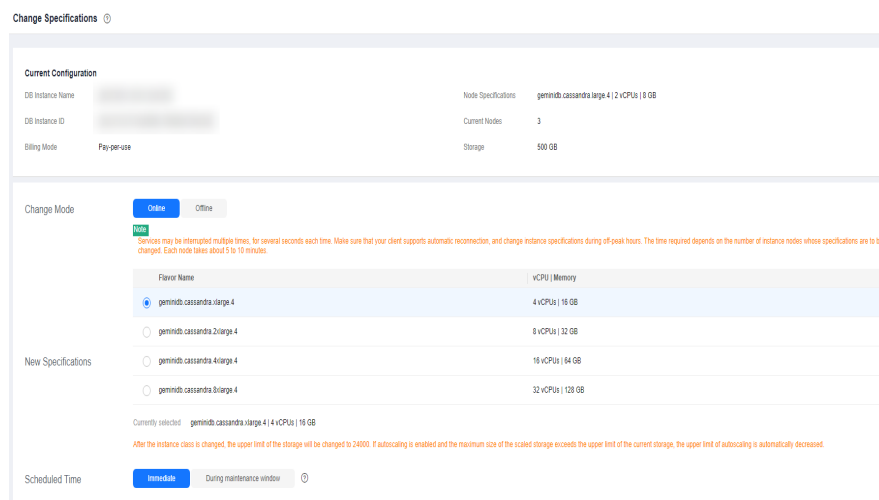 Change Specifications ?
Current Configuration
DB Instance Name
Node Specifications geminidb.cassandra.large.4 | 2 vCPUs | 8 GB
DB Instance ID
Current Nodes 3
Billing Mode Pay-per-use
Storage 500 GB
Change Mode Online Offline
Note
Services may be interrupted multiple times, for several seconds each time. Make sure that your client supports automatic reconnection, and change instance specifications during off-peak hours. The time required depends on the number of instance nodes whose specifications are to b
changed. Each node takes about 5 to 10 minutes.
Flavor Name vCPU | Memory
geminidb.cassandra.xlarge.4 4 vCPUs | 16 GB
geminidb.cassandra.2xlarge.4 8 vCPUs | 32 GB
New Specifications geminidb.cassandra.4xlarge.4 16 vCPUs | 64 GB
geminidb.cassandra.8xlarge.4 32 vCPUs | 128 GB
Currently selected geminidb.cassandra.xlarge.4 | 4 vCPUs | 16 GB
After the instance class is changed, the upper limit of the storage will be changed to 24000. If autoscaling is enabled and the maximum size of the scaled storage exceeds the upper limit of the current storage, the upper limit of autoscaling is automatically decreased.
Scheduled Time Immediate During maintenance window ?